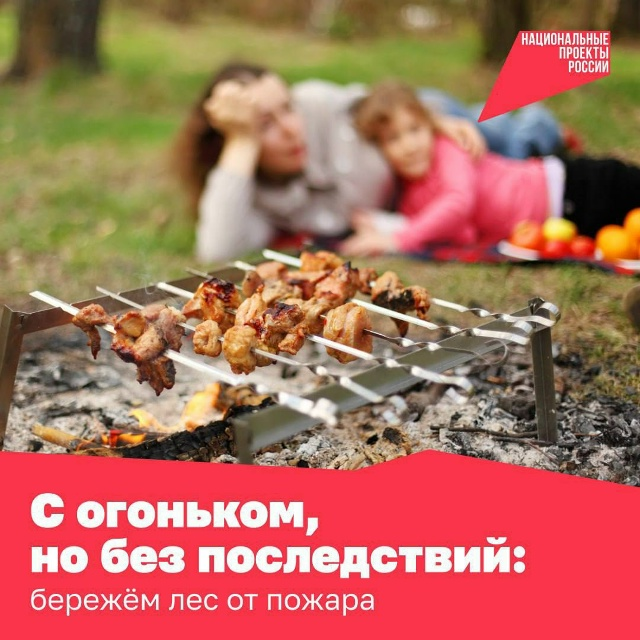 НАЦИОНАЛЬНЫЕ
ПРОЕКТЫ
РОССИИ
С огоньком,
но без последствий:
бережём лес от пожара